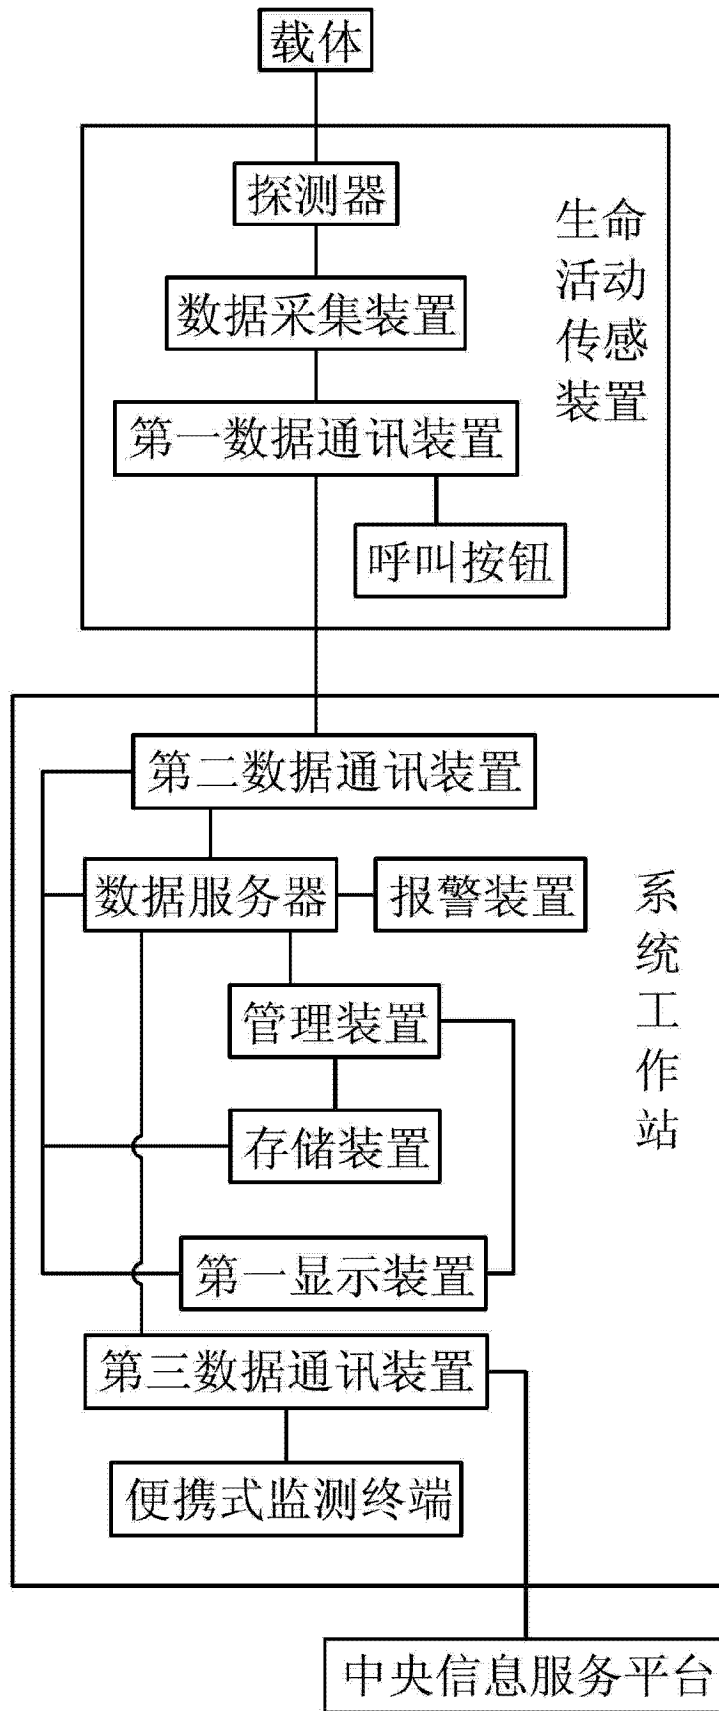 载体
探测器
数据采集装置
第一数据通讯装置
呼叫按钮
生命
活动
传感
装置
第二数据通讯装置
数据服务器
报警装置
管理装置
存储装置
第一显示装置
第三数据通讯装置
便携式监测终端
系
统
工
作
站
中央信息服务平台